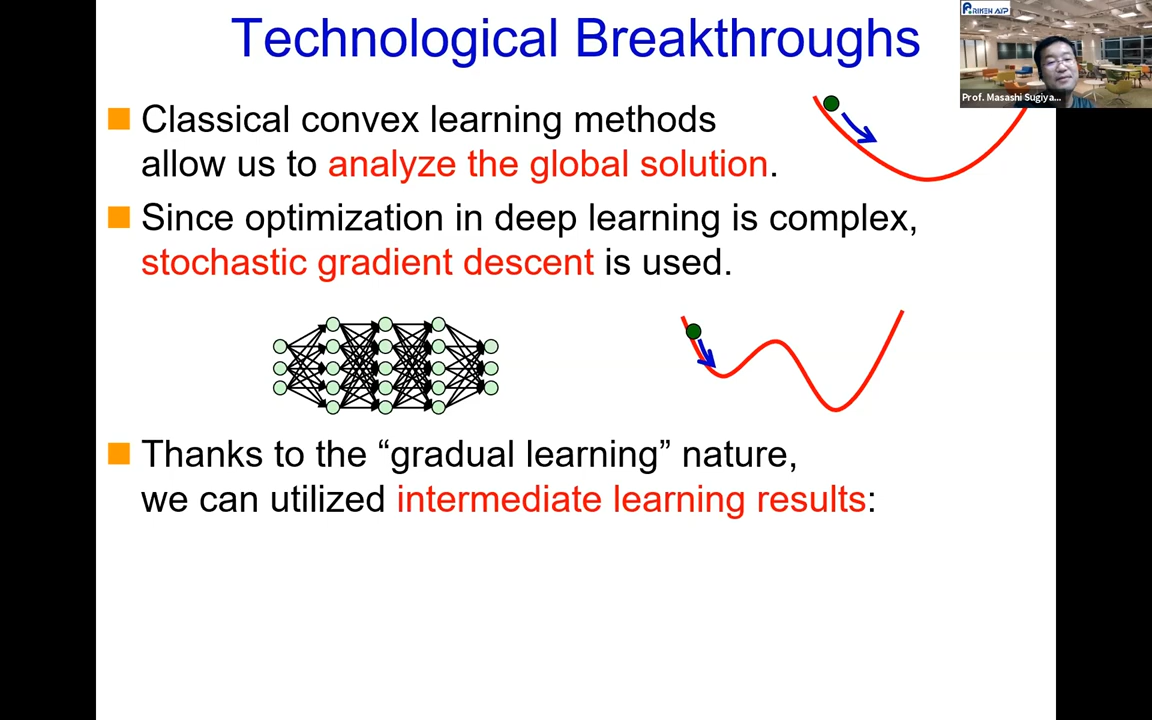 Technological Breakthroughs
RIKEN AIP
Prof. Masashi Sugiya...
■ Classical convex learning methods
allow us to analyze the global solution.
■ Since optimization in deep learning is complex,
stochastic gradient descent is used.
■ Thanks to the “gradual learning” nature,
we can utilized intermediate learning results: